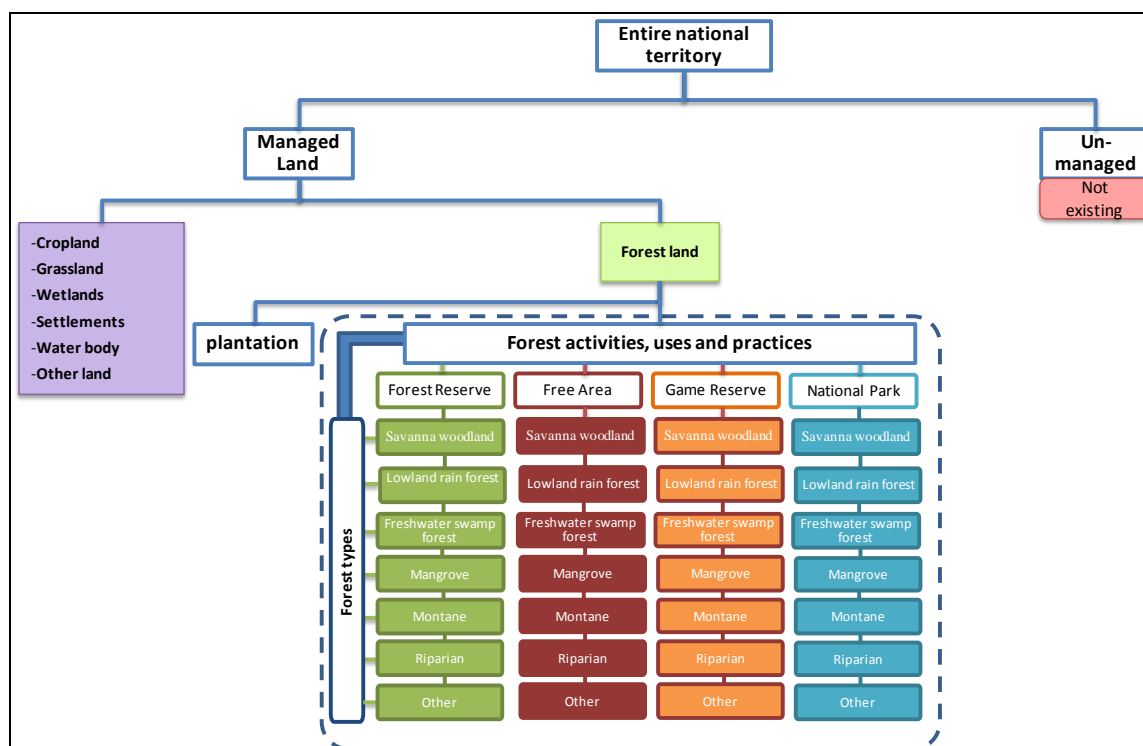 Entire national
territory
Managed
Land
Un-
managed
Not
existing
-Cropland
-Grassland
-Wetlands
-Settlements
-Water body
-Other land
Forest land
plantation
Forest activities, uses and practices
Forest Reserve
Free Area
Game Reserve
National Park
Forest types
Savanna woodland
Savanna woodland
Savanna woodland
Savanna woodland
Lowland rain forest
Lowland rain forest
Lowland rain forest
Lowland rain forest
Freshwater swamp
forest
Freshwater swamp
forest
Freshwater swamp
forest
Freshwater swamp
forest
Mangrove
Mangrove
Mangrove
Mangrove
Montane
Montane
Montane
Montane
Riparian
Riparian
Riparian
Riparian
Other
Other
Other
Other